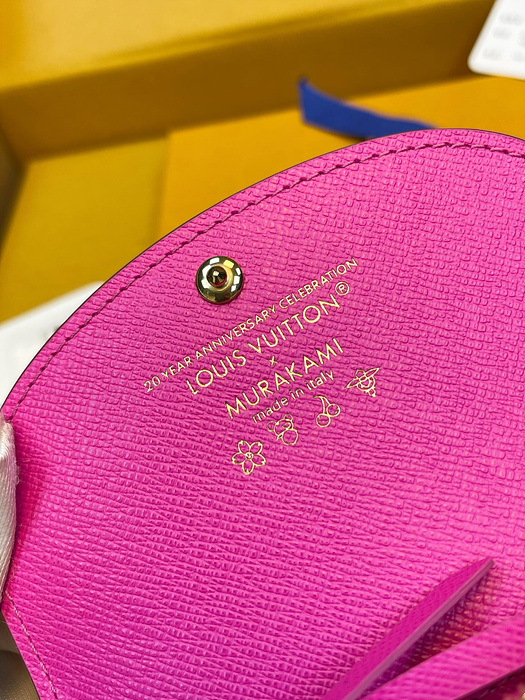 20 YEAR ANNIVERSARY CELEBRATION
LOUIS VUITTON®
×
MURAKAMI
made in italy